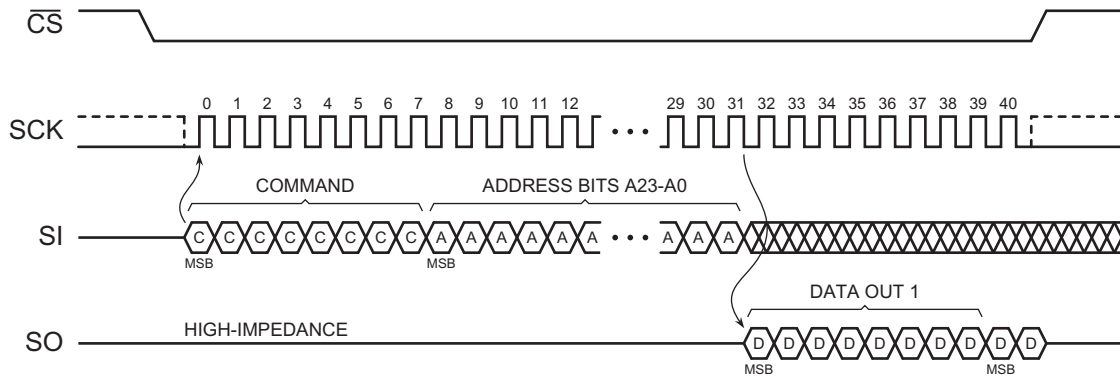 CS
0 1 2 3 4 5 6 7 8 9 10 11 12 29 30 31 32 33 34 35 36 37 38 39 40
SCK
COMMAND ADDRESS BITS A23-A0
SI C C C C C C C C A A A A A A • • • A A A
MSB MSB
DATA OUT 1
HIGH-IMPEDANCE
SO D D D D D D D D D D
MSB MSB